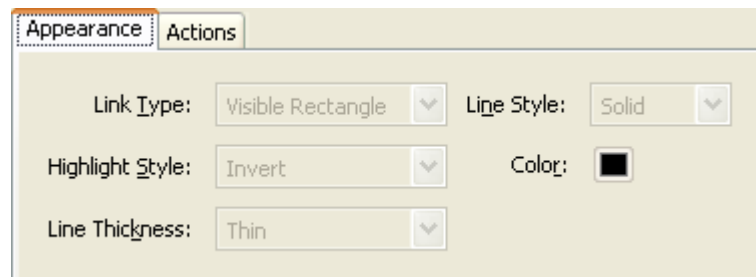 Appearance Actions
Link Type: Visible Rectangle Line Style: Solid
Highlight Style: Invert Color:
Line Thickness: Thin